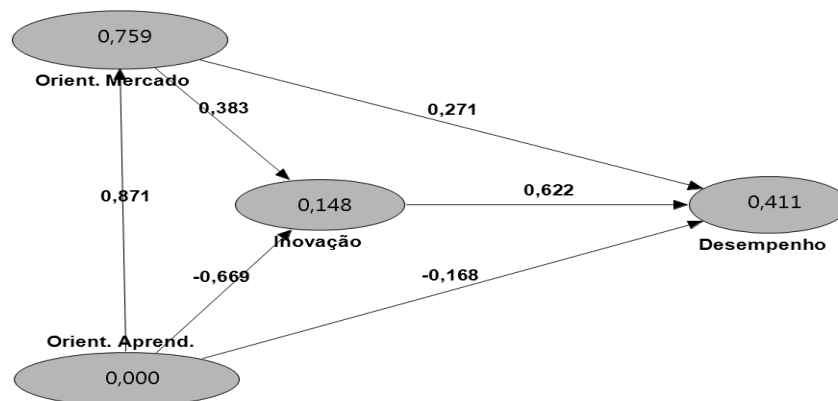 0,759
Orient. Mercado
0,383
0,271
0,871
0,148
Inovação
0,622
0,411
Desempenho
-0,669
-0,168
Orient. Aprend.
0,000